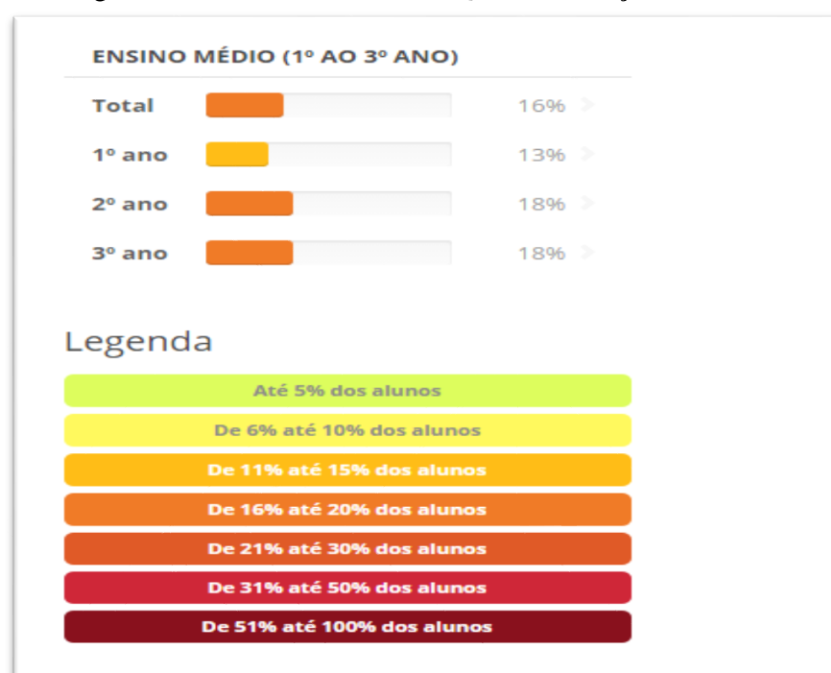 ENSINO MÉDIO (1º AO 3º ANO)
Total 16%
1º ano 13%
2º ano 18%
3º ano 18%
Legenda
Até 5% dos alunos
De 6% até 10% dos alunos
De 11% até 15% dos alunos
De 16% até 20% dos alunos
De 21% até 30% dos alunos
De 31% até 50% dos alunos
De 51% até 100% dos alunos